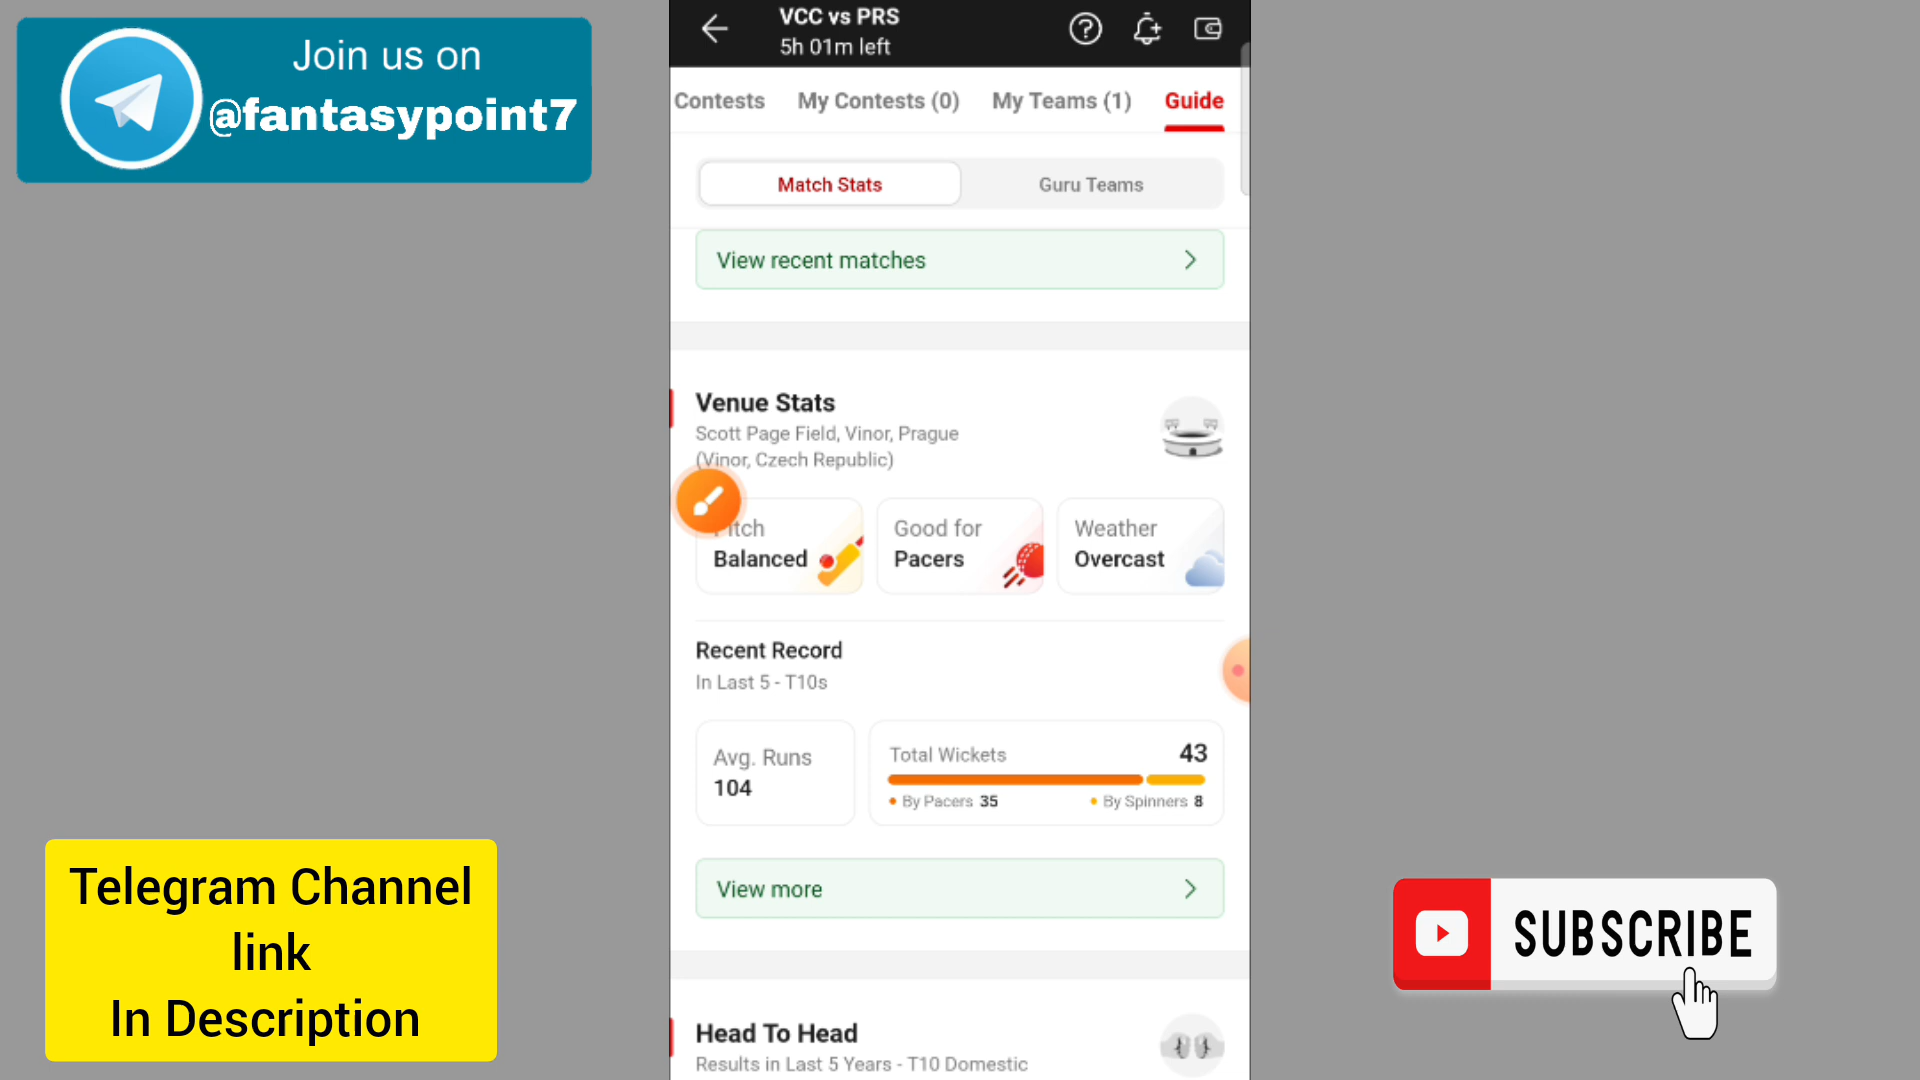 Join us on
@fantasypoint7
VCC vs PRS
5h 01m left
Contests My Contests (0) My Teams (1) Guide
Match Stats Guru Teams
View recent matches
Venue Stats
Scott Page Field, Vinor, Prague
(Vinor, Czech Republic)
Pitch Good for Weather
Balanced Pacers Overcast
Recent Record
In Last 5 - T10s
Avg. Runs
104
Total Wickets 43
By Pacers 35 By Spinners 8
View more
Head To Head
Results in Last 5 Years - T10 Domestic
Telegram Channel
link
In Description
SUBSCRIBE